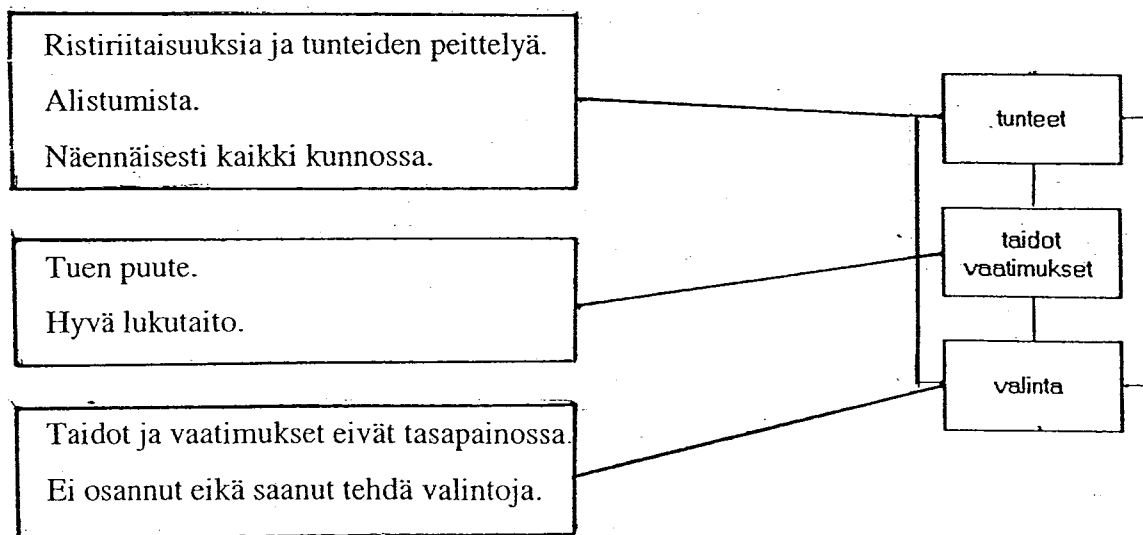 Ristiriitaisuuksia ja tunteiden peittelyä.
Alistumista.
Näennäisesti kaikki kunnossa.
tunteet
Tuen puute.
Hyvä lukutaito.
taidot
vaatimukset
Taidot ja vaatimukset eivät tasapainossa.
Ei osannut eikä saanut tehdä valintoja.
valinta